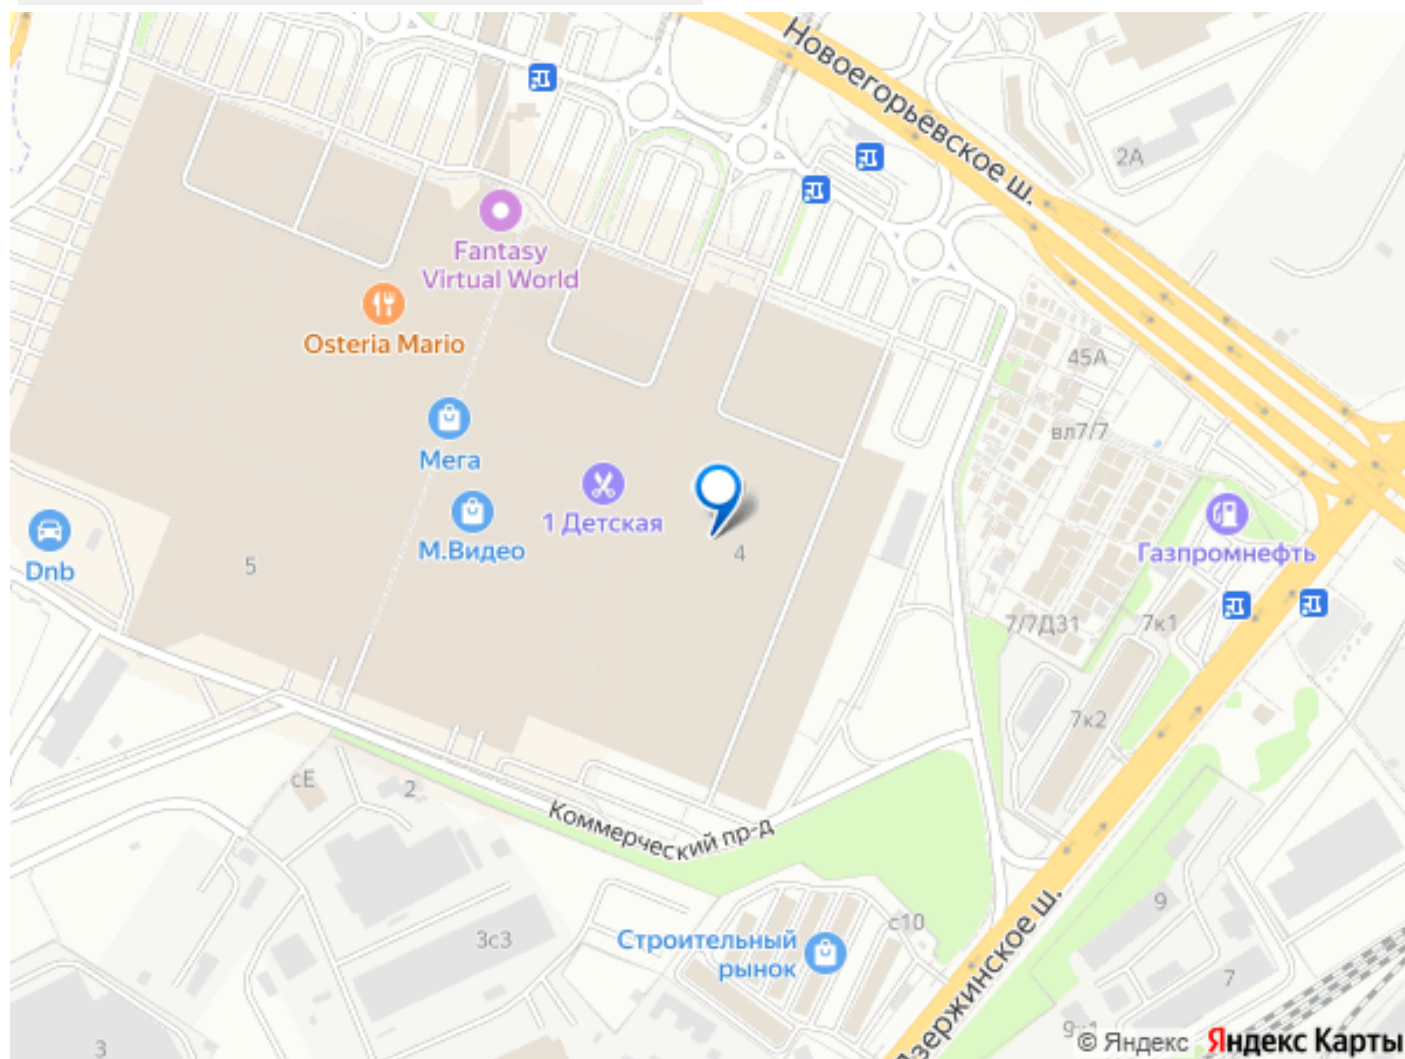 Новоегорьевское ш.
2А
Fantasy
Virtual World
Osteria Mario
45А
вл7/7
Мега
1 Детская
М.Видео
4
5
Dnb
Газпромнефть
7/7Д31
7к1
7к2
сЕ
2
Коммерческий пр-д
9
с10
3с3
Строительный
рынок
Дзержинское ш.
7
3
© Яндекс Яндекс Карты